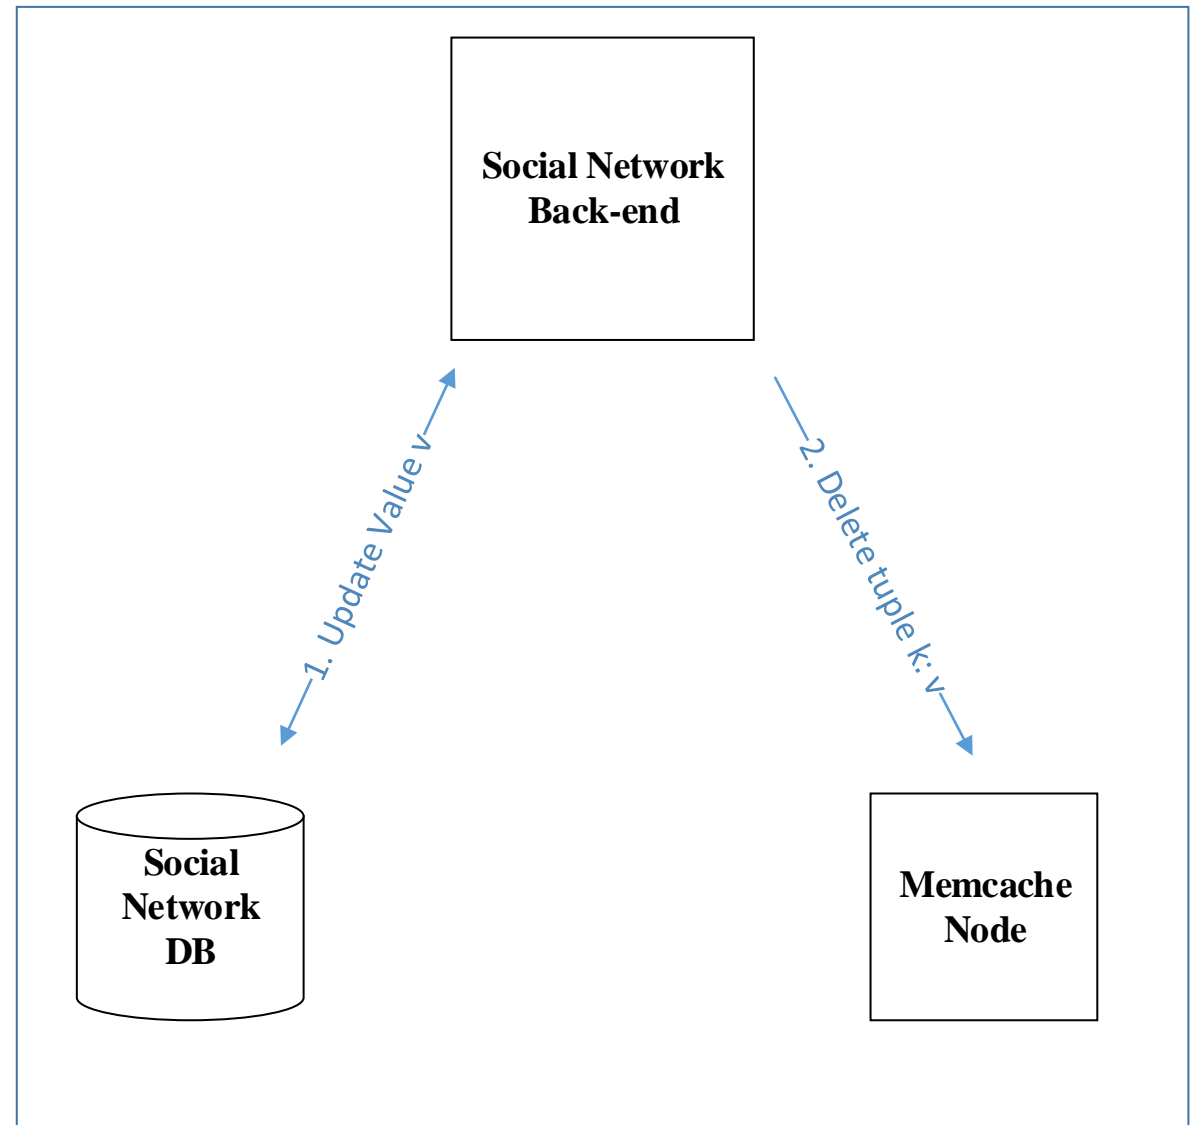 Social Network
Back-end
1. Update Value v
2. Delete tuple k: v
Social
Network
DB
Memcache
Node